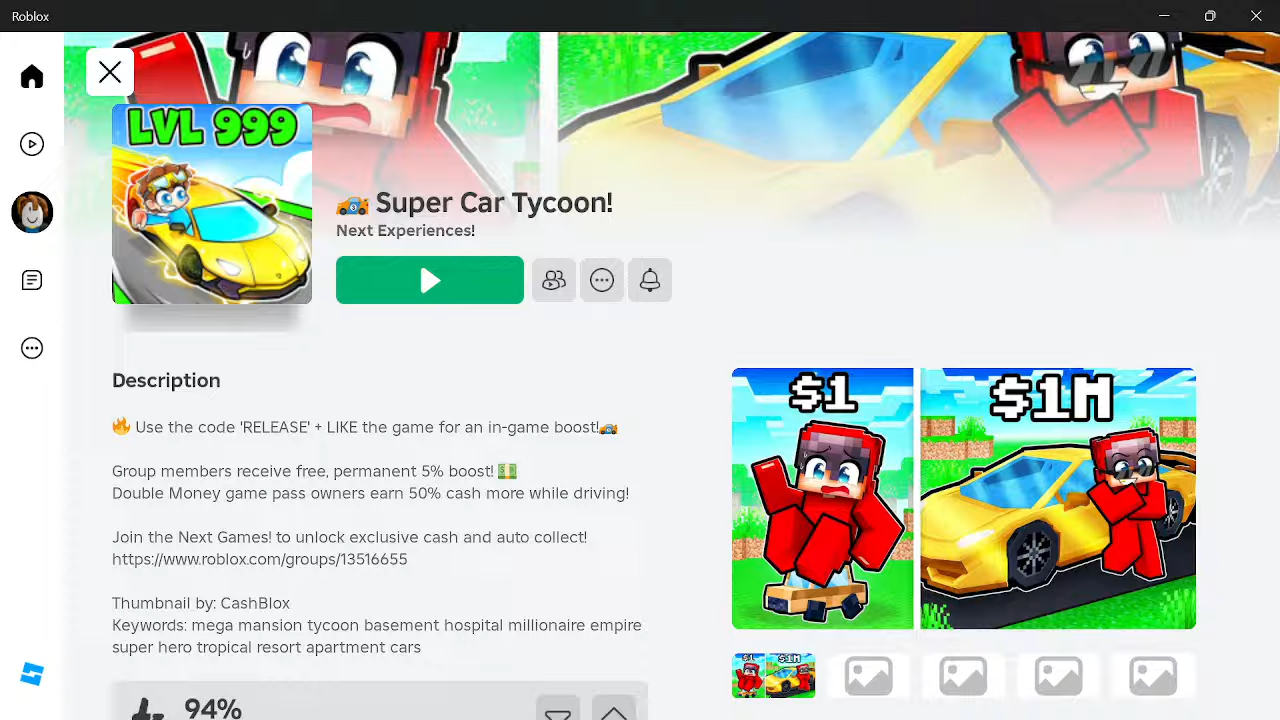 Roblox
LVL 999
Super Car Tycoon!
Next Experiences!
Description
🔥 Use the code 'RELEASE' + LIKE the game for an in-game boost!🏎️
Group members receive free, permanent 5% boost! 💵
Double Money game pass owners earn 50% cash more while driving!
Join the Next Games! to unlock exclusive cash and auto collect!
https://www.roblox.com/groups/13516655
Thumbnail by: CashBlox
Keywords: mega mansion tycoon basement hospital millionaire empire
super hero tropical resort apartment cars
94%
$1
$1M
$1
$1M